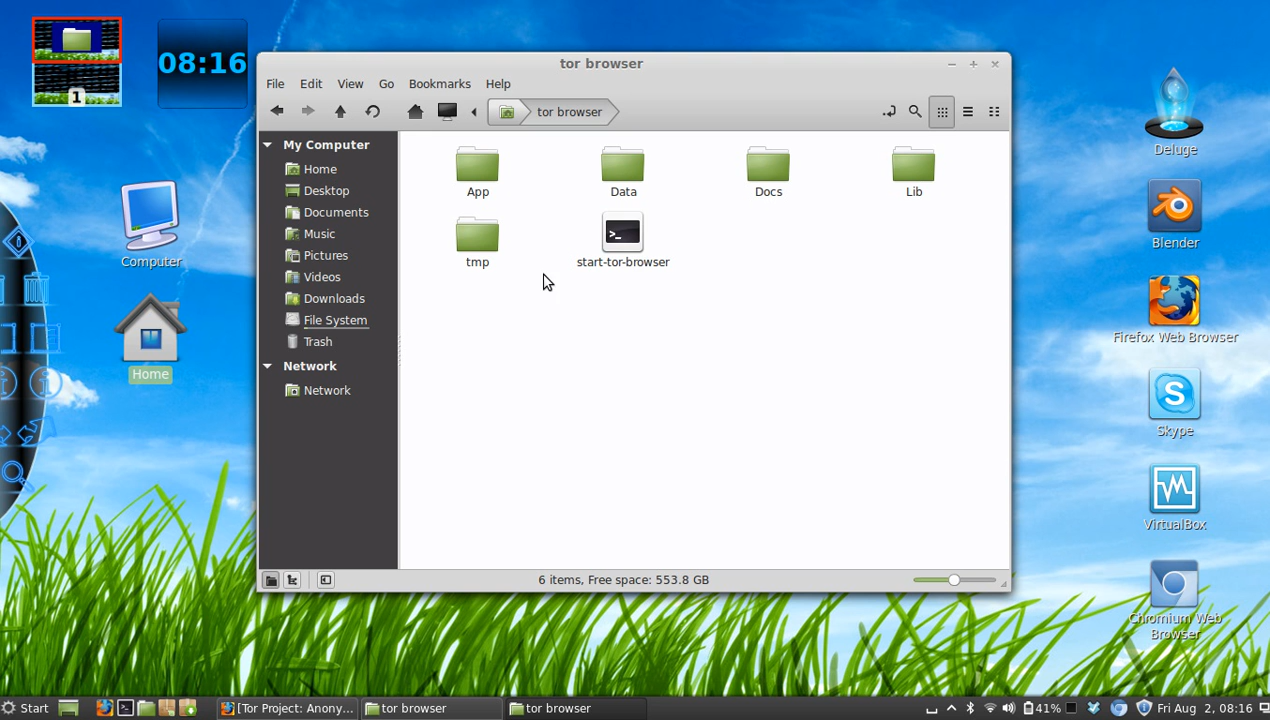 1
08:16
tor browser
File Edit View Go Bookmarks Help
tor browser
My Computer
Home
Desktop
Documents
Music
Pictures
Videos
Downloads
File System
Trash
Network
Network
App Data Docs Lib
tmp start-tor-browser
6 items, Free space: 553.8 GB
Computer
Home
Deluge
Blender
Firefox Web Browser
Skype
VirtualBox
Chromium Web
Browser
Start [Tor Project: Anony... tor browser tor browser 41% Fri Aug 2, 08:16